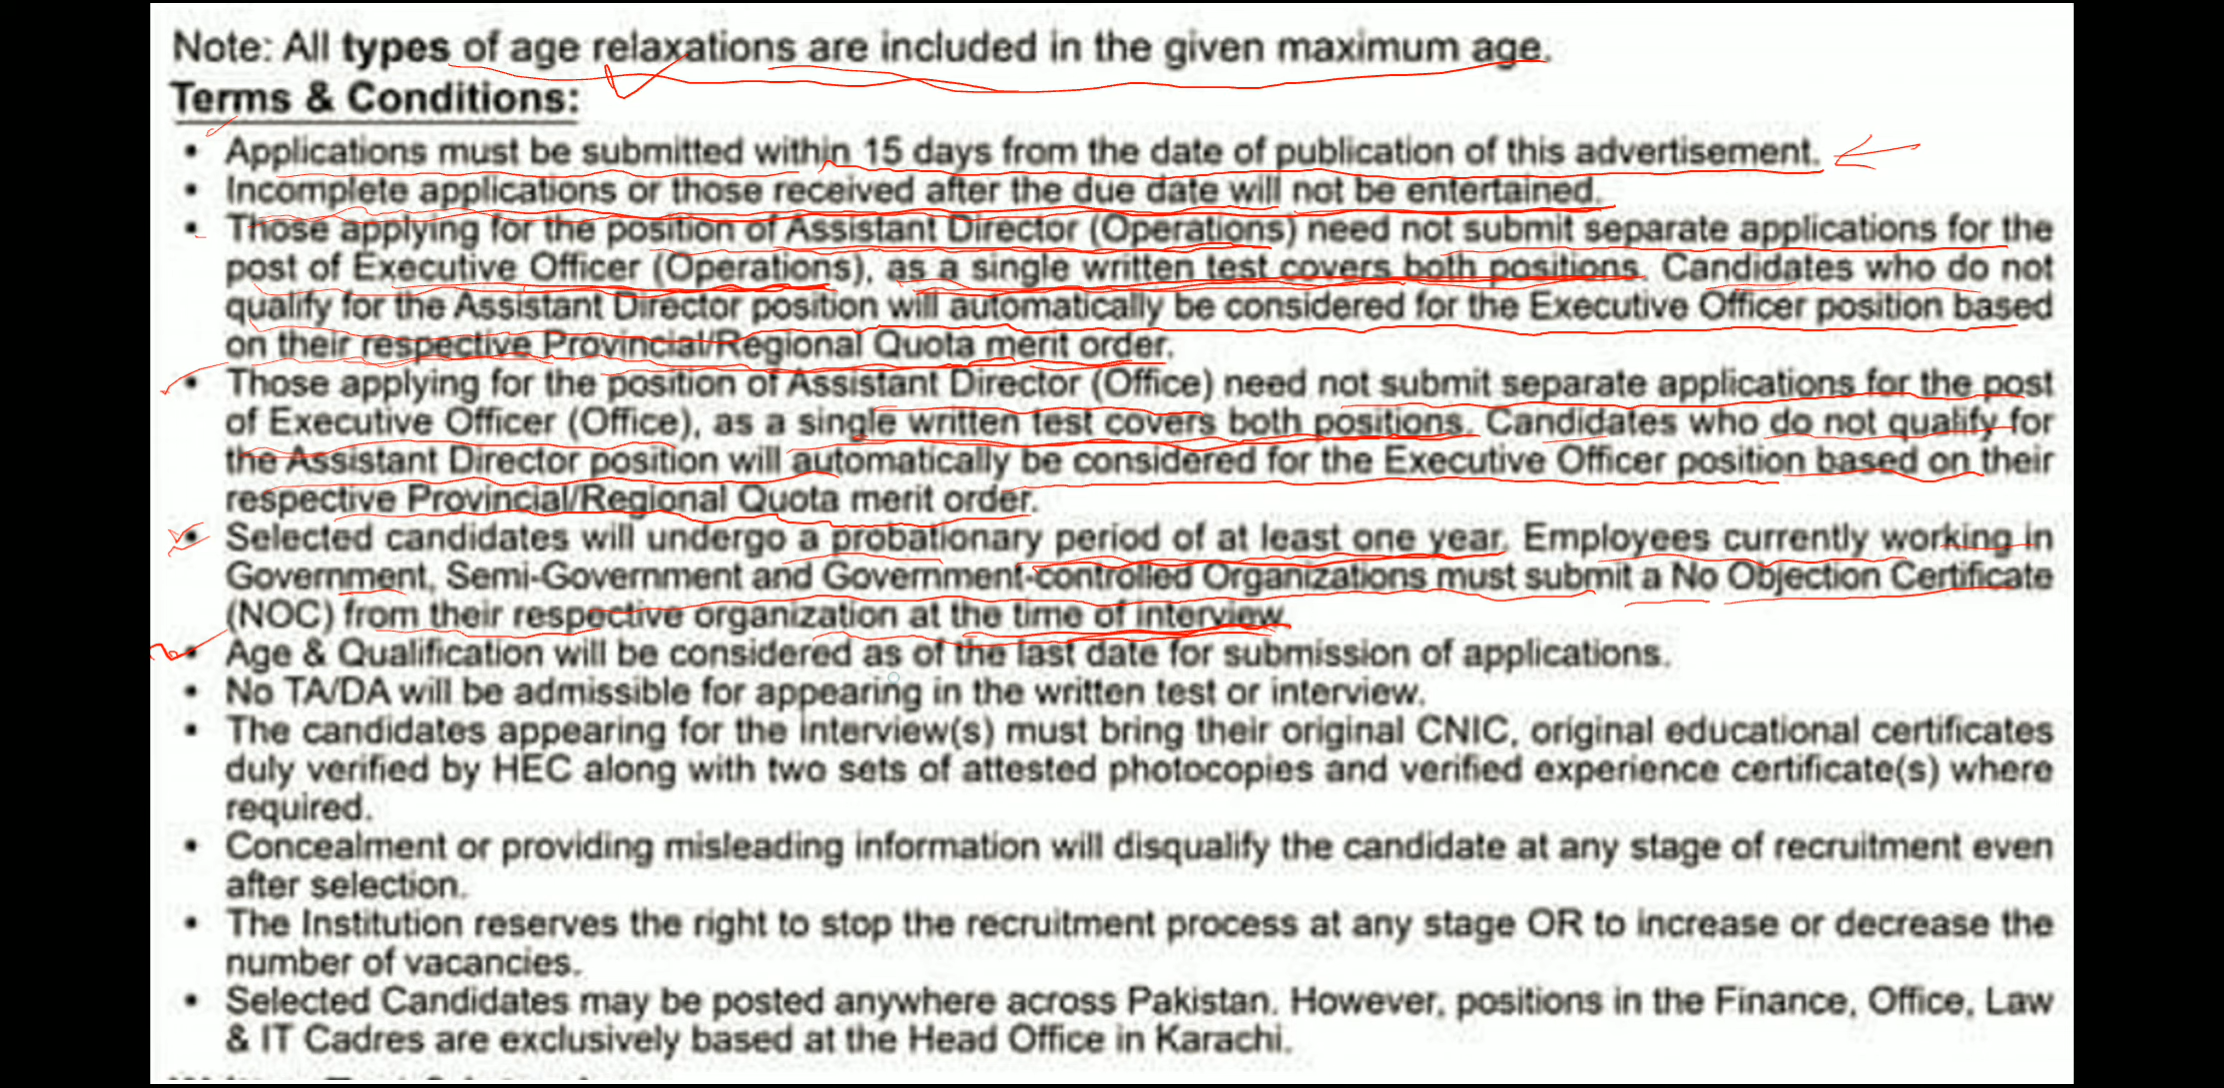 Note: All types of age relaxations are included in the given maximum age.
Terms & Conditions:
• Applications must be submitted within 15 days from the date of publication of this advertisement.
• Incomplete applications or those received after the due date will not be entertained.
• Those applying for the position of Assistant Director (Operations) need not submit separate applications for the
post of Executive Officer (Operations), as a single written test covers both positions. Candidates who do not
qualify for the Assistant Director position will automatically be considered for the Executive Officer position based
on their respective Provincial/Regional Quota merit order.
• Those applying for the position of Assistant Director (Office) need not submit separate applications for the post
of Executive Officer (Office), as a single written test covers both positions. Candidates who do not qualify for
the Assistant Director position will automatically be considered for the Executive Officer position based on their
respective Provincial/Regional Quota merit order.
• Selected candidates will undergo a probationary period of at least one year. Employees currently working in
Government, Semi-Government and Government-controlled Organizations must submit a No Objection Certificate
(NOC) from their respective organization at the time of interview.
• Age & Qualification will be considered as of the last date for submission of applications.
• No TA/DA will be admissible for appearing in the written test or interview.
• The candidates appearing for the interview(s) must bring their original CNIC, original educational certificates
duly verified by HEC along with two sets of attested photocopies and verified experience certificate(s) where
required.
• Concealment or providing misleading information will disqualify the candidate at any stage of recruitment even
after selection.
• The Institution reserves the right to stop the recruitment process at any stage OR to increase or decrease the
number of vacancies.
• Selected Candidates may be posted anywhere across Pakistan. However, positions in the Finance, Office, Law
& IT Cadres are exclusively based at the Head Office in Karachi.